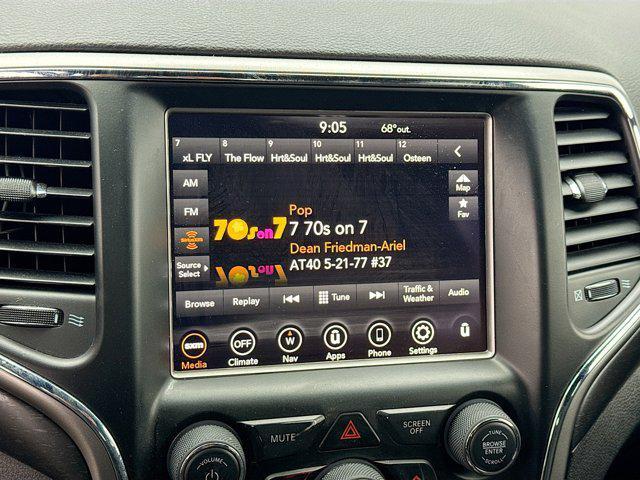 9:05 68°out.
7 8 9 10 11 12
xL FLY The Flow Hrt&Soul Hrt&Soul Hrt&Soul Osteen
AM
Map
FM
Fav
SiriusXM
Source
Select
70s on 7
Pop
7 70s on 7
Dean Friedman-Ariel
AT40 5-21-77 #37
Browse Replay Tune Traffic & Weather Audio
sxm OFF W
Media Climate Nav Apps Phone Settings
MUTE
SCREEN
OFF
VOLUME
TUNE
BROWSE
ENTER
SCROLL